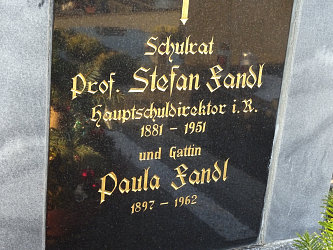 Schulrat
Prof. Stefan Fandl
Hauptschuldirektor i.R.
1881 - 1951
und Gattin
Paula Fandl
1897 - 1962